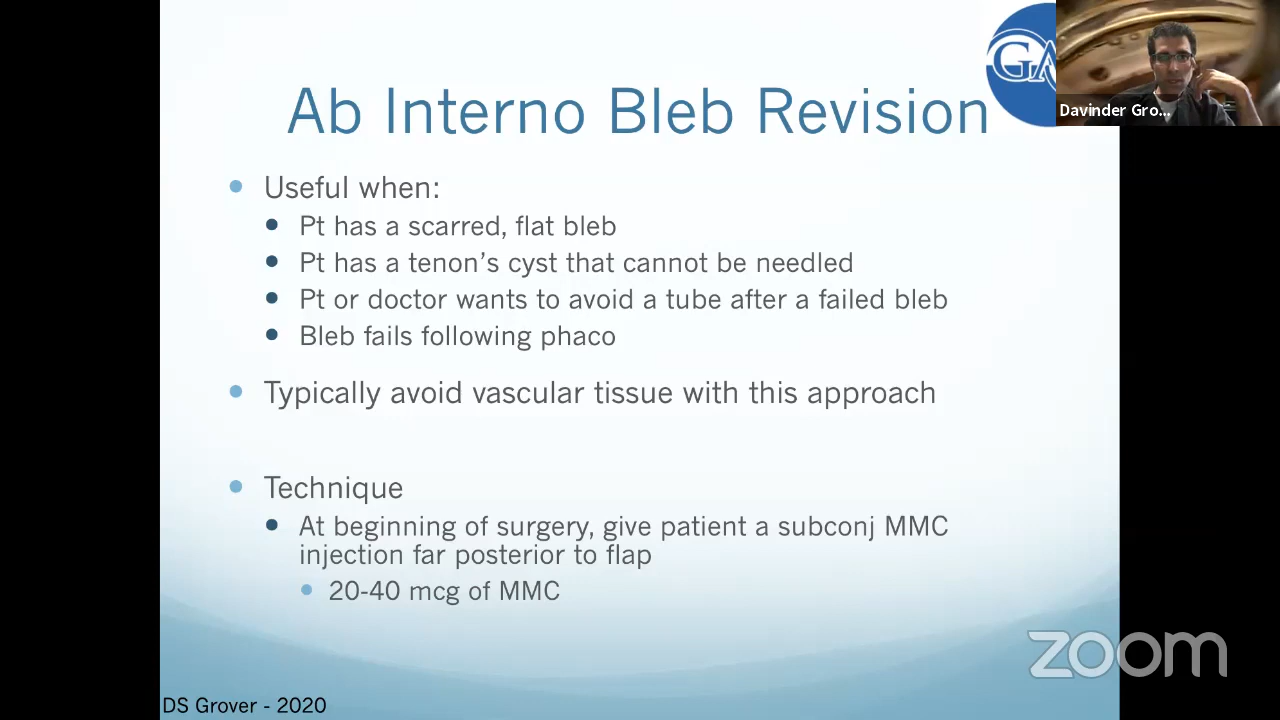 Ab Interno Bleb Revision
GA
Davinder Gro...
Useful when:
Pt has a scarred, flat bleb
Pt has a tenon’s cyst that cannot be needled
Pt or doctor wants to avoid a tube after a failed bleb
Bleb fails following phaco
Typically avoid vascular tissue with this approach
Technique
At beginning of surgery, give patient a subconj MMC
injection far posterior to flap
20-40 mcg of MMC
zoom
DS Grover - 2020